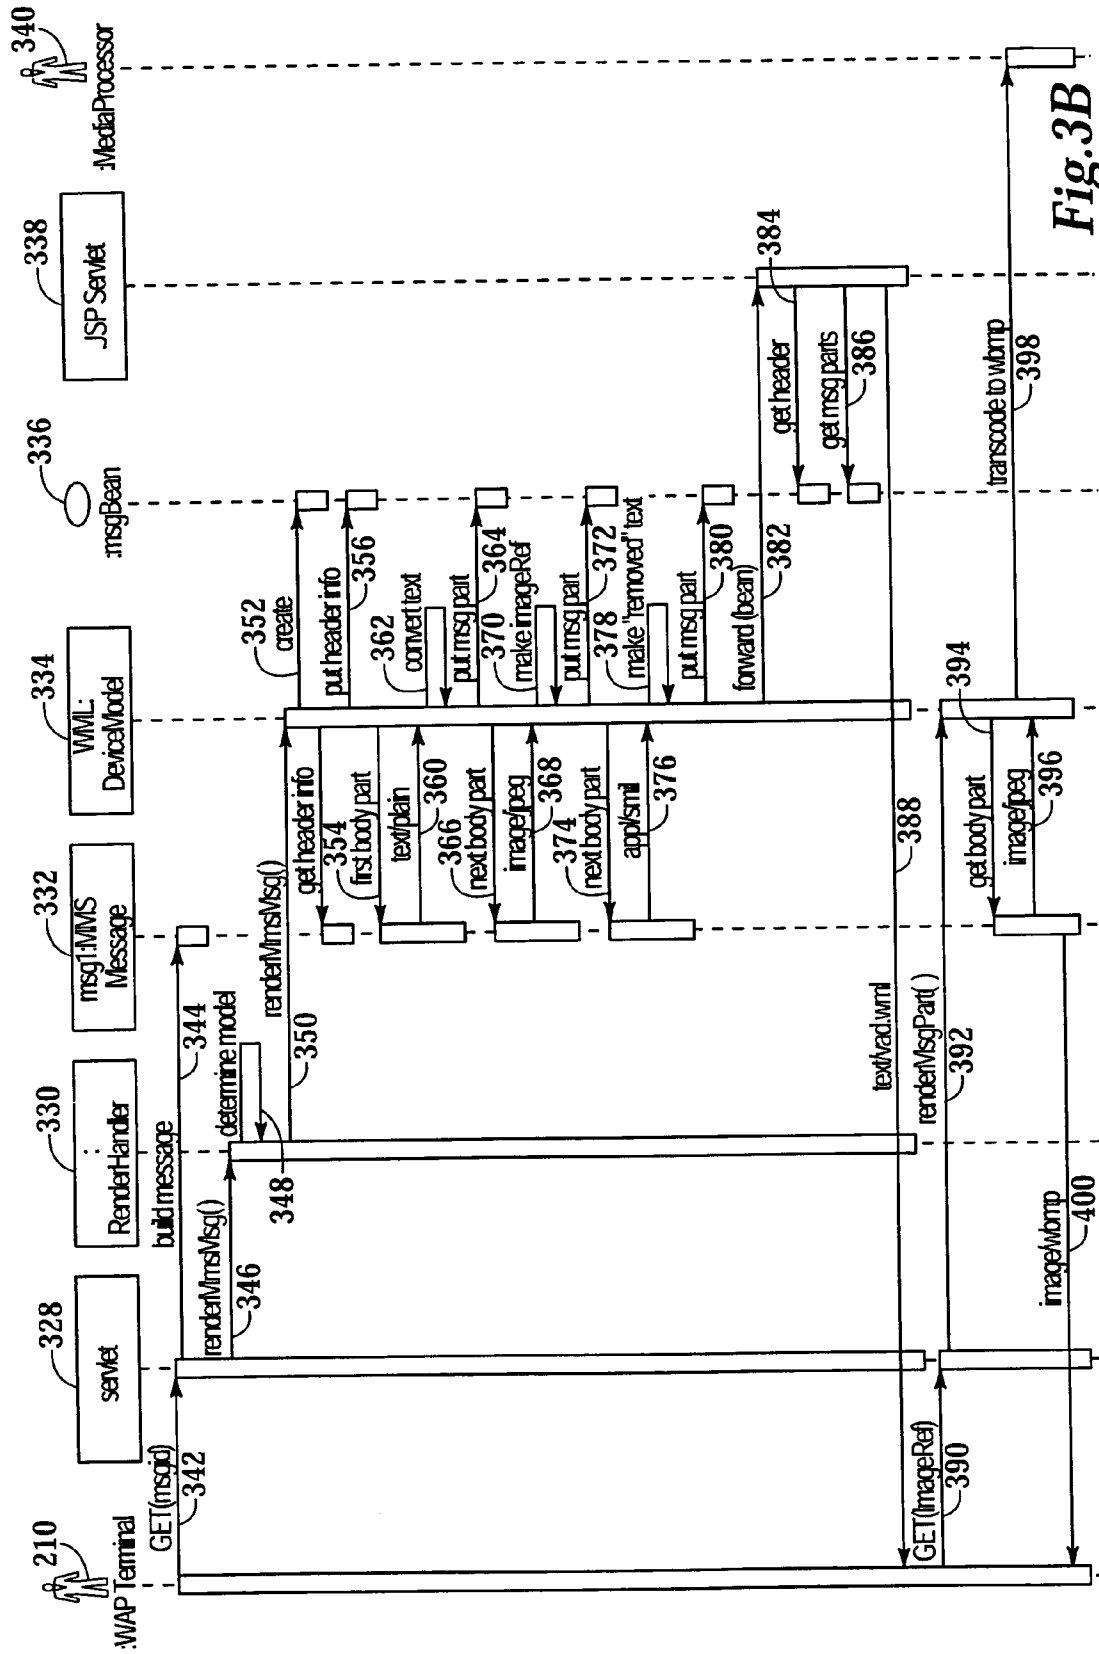 210
:WAP Terminal
328
servlet
330
:
RenderHandler
332
msg1:MMS
Message
334
WML:
DeviceModel
336
:msgBean
338
JSP Servlet
340
:MediaProcessor
GET(msgid)
342
build message
344
renderMmsMsg()
346
determine model
348
renderMmsMsg()
350
352
create
get header info
354
put header info
356
first body part
text/plain
360
362
convert text
put msg part
364
366
next body part
image/jpeg
368
370
make imageRef
put msg part
372
374
next body part
app/smil
376
378
make "removed" text
put msg part
380
forward (bean)
382
384
get header
get msg parts
386
text/vad.wml
388
GET(ImageRef)
390
renderMsgPart( )
392
394
get body part
image/jpeg
396
transcode to wbmp
398
image/wbmp
400
Fig.3B